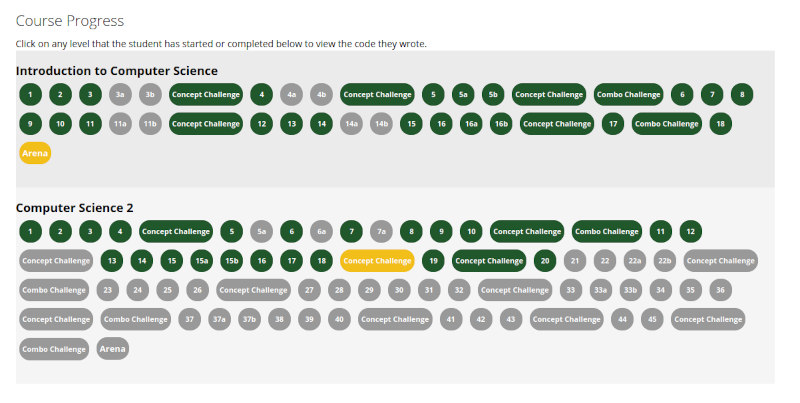 Course Progress
Click on any level that the student has started or completed below to view the code they wrote.
Introduction to Computer Science
1 2 3 3a 3b Concept Challenge 4 4a 4b Concept Challenge 5 5a 5b Concept Challenge Combo Challenge 6 7 8
9 10 11 11a 11b Concept Challenge 12 13 14 14a 14b 15 16 16a 16b Concept Challenge 17 Combo Challenge 18
Arena
Computer Science 2
1 2 3 4 Concept Challenge 5 5a 6 6a 7 7a 8 9 10 Concept Challenge Combo Challenge 11 12
Concept Challenge 13 14 15 15a 15b 16 17 18 Concept Challenge 19 Concept Challenge 20 21 22 22a 22b Concept Challenge
Combo Challenge 23 24 25 26 Concept Challenge 27 28 29 30 31 32 Concept Challenge 33 33a 33b 34 35 36
Concept Challenge Combo Challenge 37 37a 37b 38 39 40 Concept Challenge 41 42 43 Concept Challenge 44 45 Concept Challenge
Combo Challenge Arena